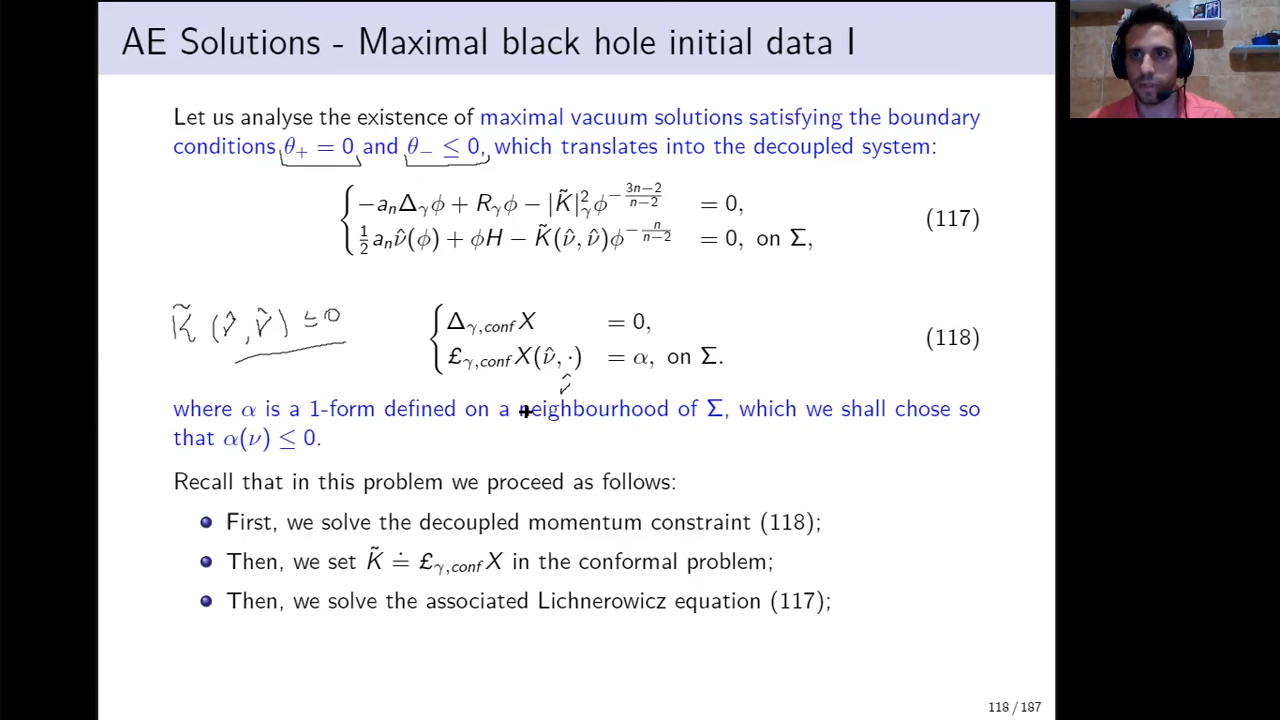 AE Solutions - Maximal black hole initial data I
Let us analyse the existence of maximal vacuum solutions satisfying the boundary
conditions θ₊ = 0 and θ₋ ≤ 0, which translates into the decoupled system:
−aₙΔ_γφ + R_γφ − |K̃|²_γ φ^{−(3n−2)/(n−2)} = 0,
½aₙν̂(φ) + φH − K̃(ν̂, ν̂)φ^{−n/(n−2)} = 0, on Σ,
(117)
K̃(ν̂, ν̂) ≤ 0
Δ_{γ,conf}X = 0,
£_{γ,conf}X(ν̂, ·) = α, on Σ.
(118)
ν̂
where α is a 1-form defined on a neighbourhood of Σ, which we shall chose so
that α(ν) ≤ 0.
Recall that in this problem we proceed as follows:
First, we solve the decoupled momentum constraint (118);
Then, we set K̃ ≐ £_{γ,conf}X in the conformal problem;
Then, we solve the associated Lichnerowicz equation (117);
118 / 187